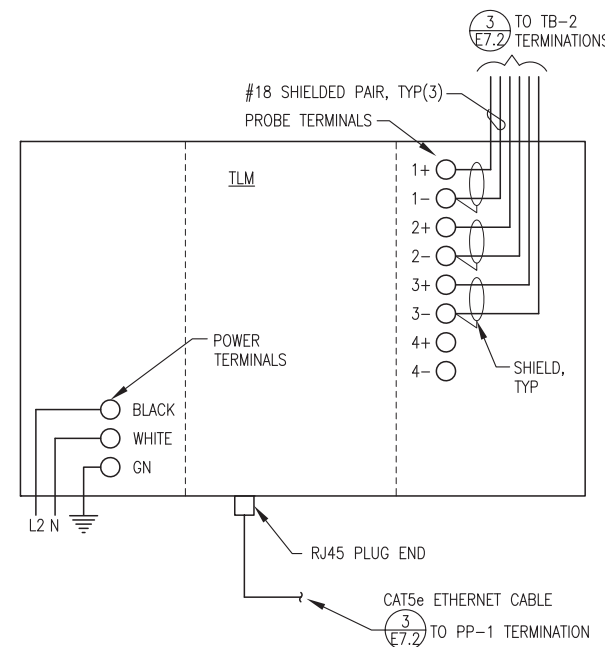 3 TO TB-2
E7.2 TERMINATIONS
#18 SHIELDED PAIR, TYP(3)
PROBE TERMINALS
TLM
1+
1-
2+
2-
3+
3-
4+
4-
POWER
TERMINALS
SHIELD,
TYP
BLACK
WHITE
GN
L2 N
RJ45 PLUG END
CAT5e ETHERNET CABLE
3
E7.2 TO PP-1 TERMINATION